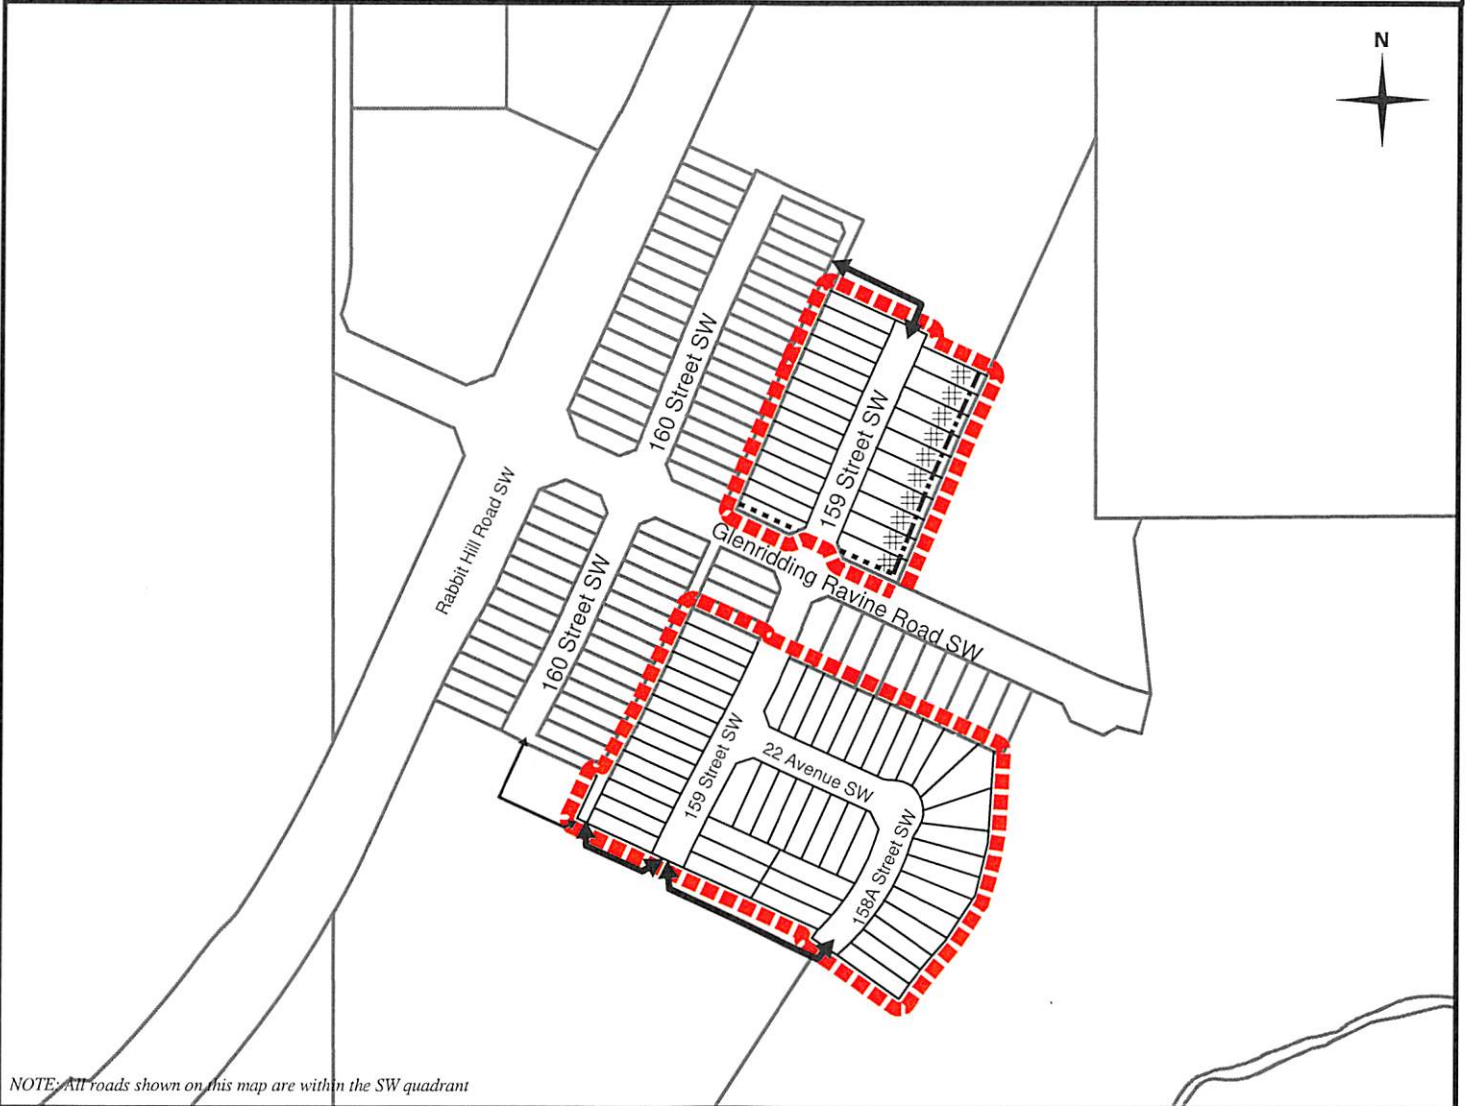 N
160 Street SW
159 Street SW
Rabbit Hill Road SW
Glenridding Ravine Road SW
160 Street SW
159 Street SW
22 Avenue SW
158A Street SW
NOTE: All roads shown on this map are within the SW quadrant